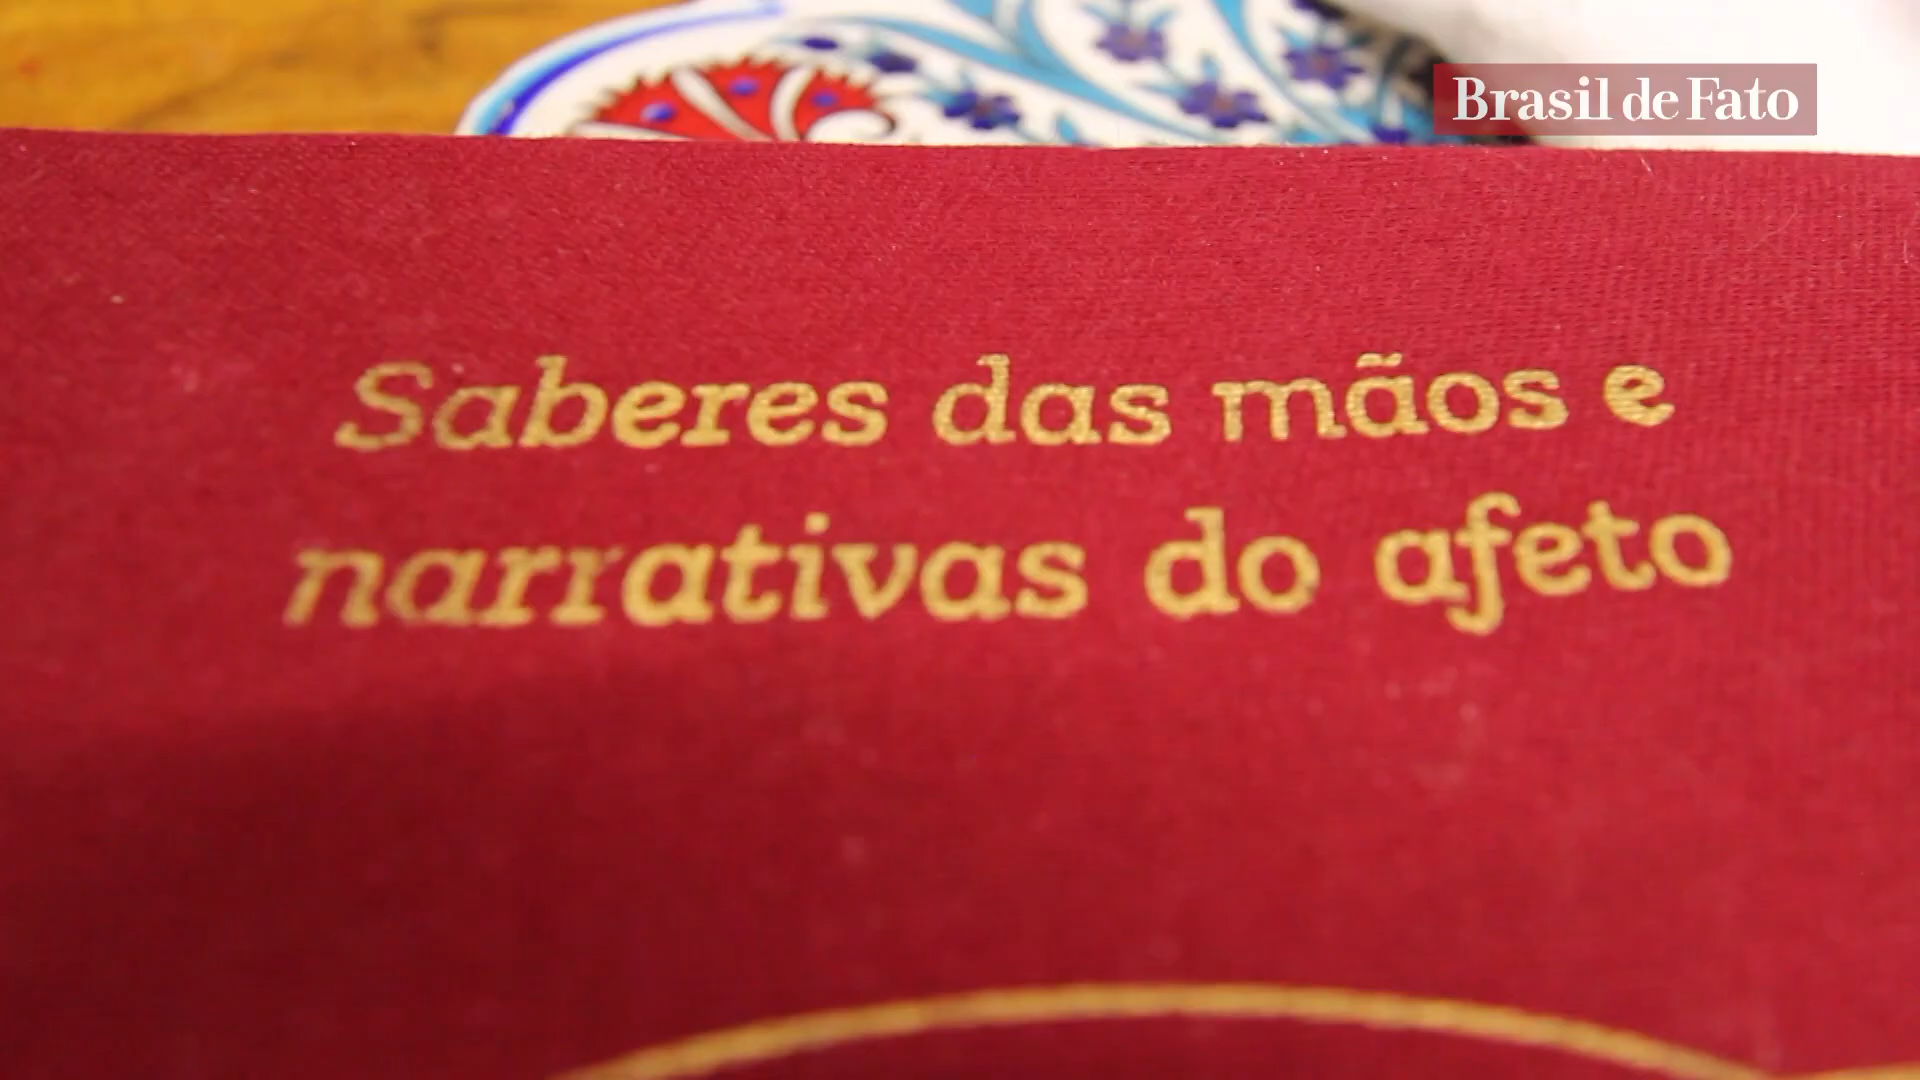 Brasil de Fato
Saberes das mãos e
narrativas do afeto